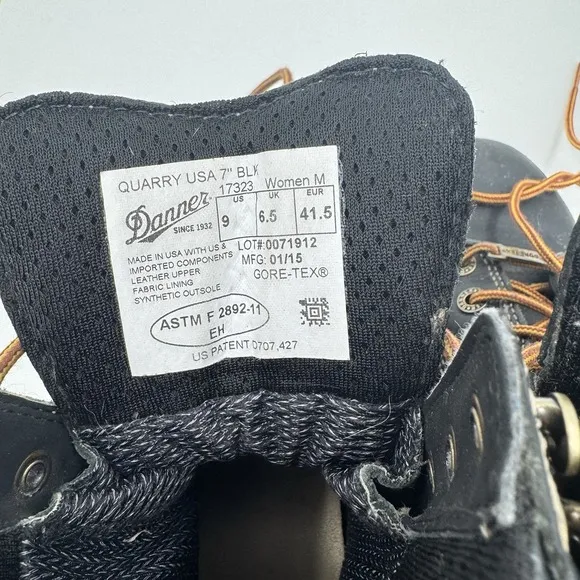 QUARRY USA 7" BLK
17323 Women M
Danner
SINCE 1932
US UK EUR
9 6.5 41.5
MADE IN USA WITH US &
IMPORTED COMPONENTS
LEATHER UPPER
FABRIC LINING
SYNTHETIC OUTSOLE
LOT#:0071912
MFG: 01/15
GORE-TEX®
ASTM F 2892-11
EH
US PATENT D707,427